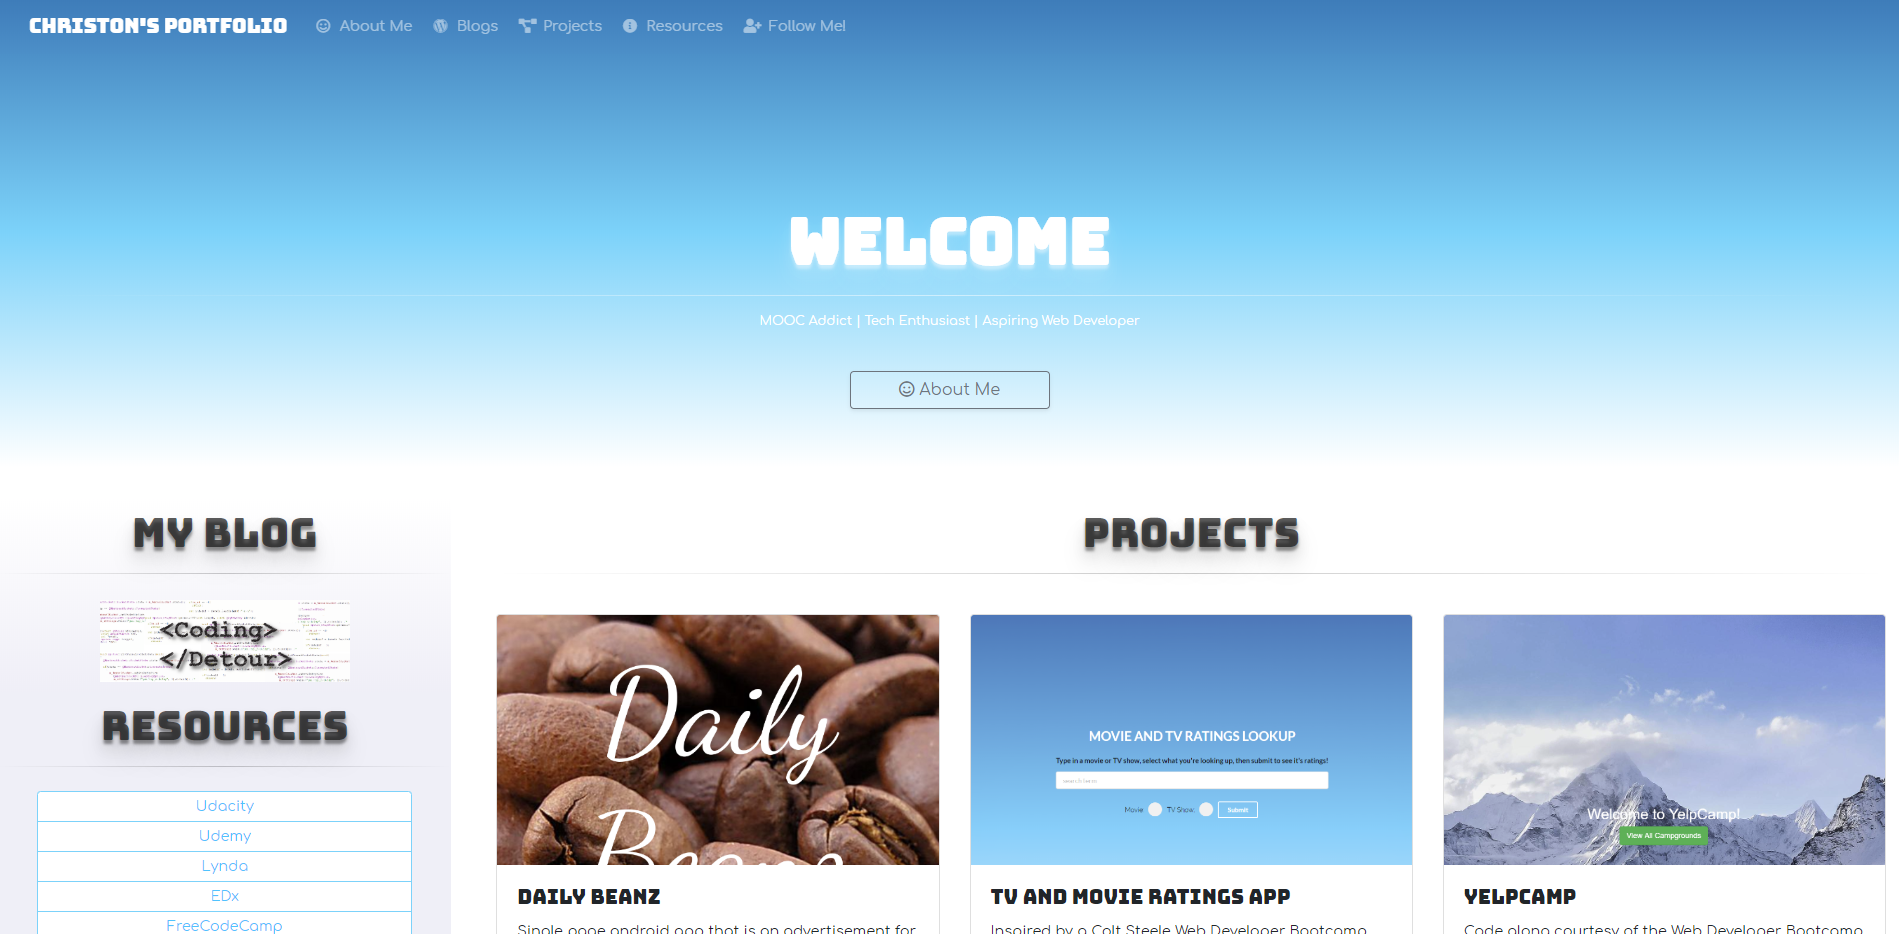 CHRISTON'S PORTFOLIO
About Me
Blogs
Projects
Resources
Follow Me!
WELCOME
MOOC Addict | Tech Enthusiast | Aspiring Web Developer
About Me
MY BLOG
<Coding>
</Detour>
RESOURCES
Udacity
Udemy
Lynda
EDx
FreeCodeCamp
PROJECTS
Daily
Beanz
DAILY BEANZ
Single page android app that is an advertisement for
MOVIE AND TV RATINGS LOOKUP
Type in a movie or TV show, select what you're looking up, then submit to see it's ratings!
search here
Movie: TV Show: Submit
TV AND MOVIE RATINGS APP
Inspired by a Colt Steele Web Developer Bootcamp
Welcome to YelpCamp!...
View All Campgrounds
YELPCAMP
Code along courtesy of the Web Developer Bootcamp